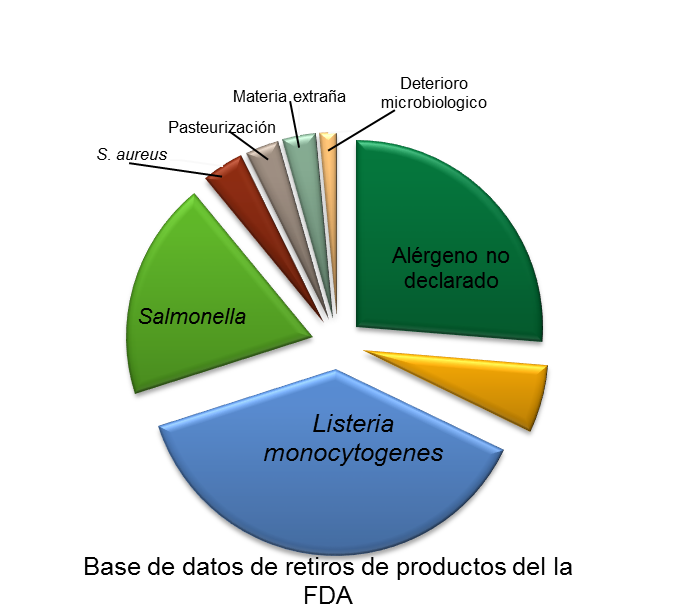 Deterioro
microbiologico
Materia extraña
Pasteurización
S. aureus
Alérgeno no
declarado
Salmonella
Listeria
monocytogenes
Base de datos de retiros de productos del la
FDA